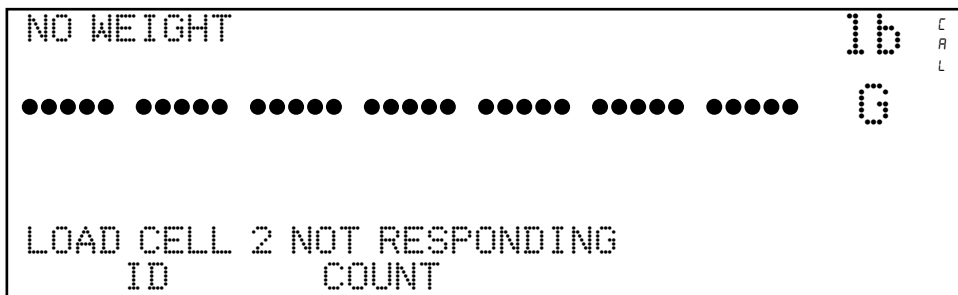 NO WEIGHT lb CAL
----- ----- ----- ----- ----- ----- ----- G
LOAD CELL 2 NOT RESPONDING
ID COUNT